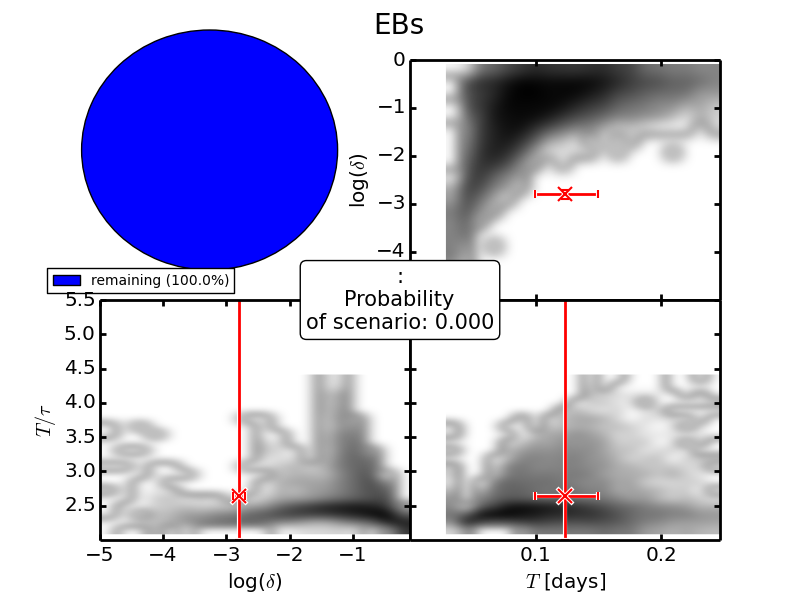 EBs
0
−1
−2
−3
−4
log(δ)
remaining (100.0%)
:
Probability
of scenario: 0.000
5.5
5.0
4.5
4.0
3.5
3.0
2.5
T/τ
−5 −4 −3 −2 −1
log(δ)
0.1 0.2
T [days]